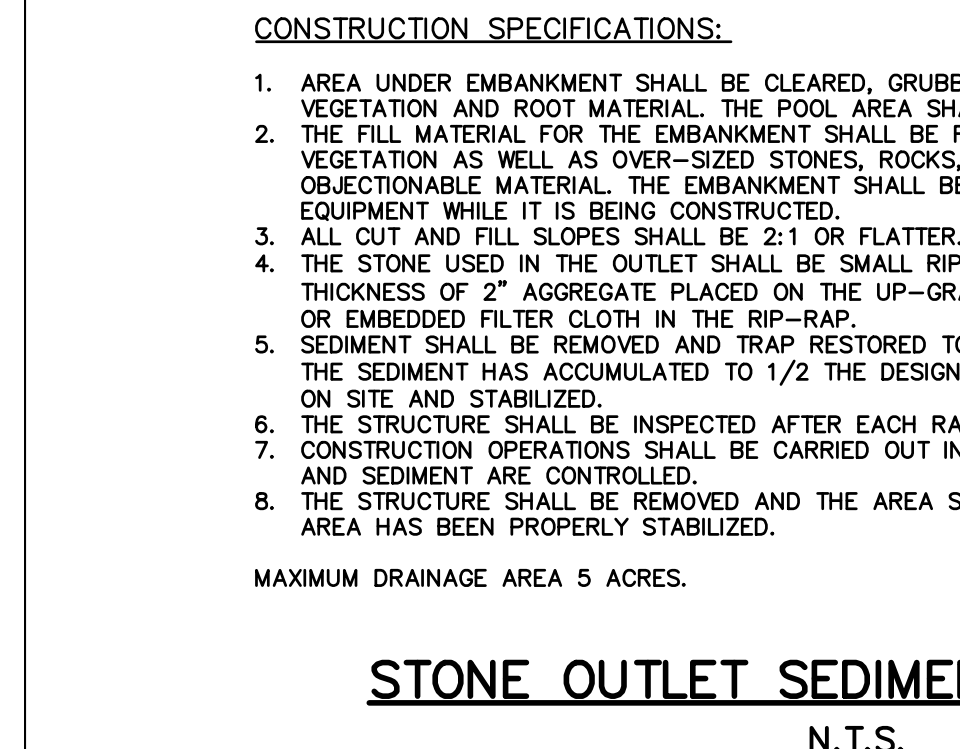 CONSTRUCTION SPECIFICATIONS:
1. AREA UNDER EMBANKMENT SHALL BE CLEARED,
VEGETATION AND ROOT MATERIAL. THE POOL AREA
2. THE FILL MATERIAL FOR THE EMBANKMENT SHALL BE
VEGETATION AS WELL AS OVER-SIZED STONES, ROCKS,
OBJECTIONABLE MATERIAL. THE EMBANKMENT SHALL BE
EQUIPMENT WHILE IT IS BEING CONSTRUCTED.
3. ALL CUT AND FILL SLOPES SHALL BE 2:1 OR FLATTER.
4. THE STONE USED IN THE OUTLET SHALL BE SMALL RIP
THICKNESS OF 2” AGGREGATE PLACED ON THE
OR EMBEDDED FILTER CLOTH IN THE RIP-RAP.
5. SEDIMENT SHALL BE REMOVED AND TRAP RESTORED TO
THE SEDIMENT HAS ACCUMULATED TO 1/2 THE DESIGN
ON SITE AND STABILIZED.
6. THE STRUCTURE SHALL BE INSPECTED AFTER EACH
7. CONSTRUCTION OPERATIONS SHALL BE CARRIED OUT IN
AND SEDIMENT ARE CONTROLLED.
8. THE STRUCTURE SHALL BE REMOVED AND THE AREA
AREA HAS BEEN PROPERLY STABILIZED.
MAXIMUM DRAINAGE AREA 5 ACRES.
STONE OUTLET
N.T.S.